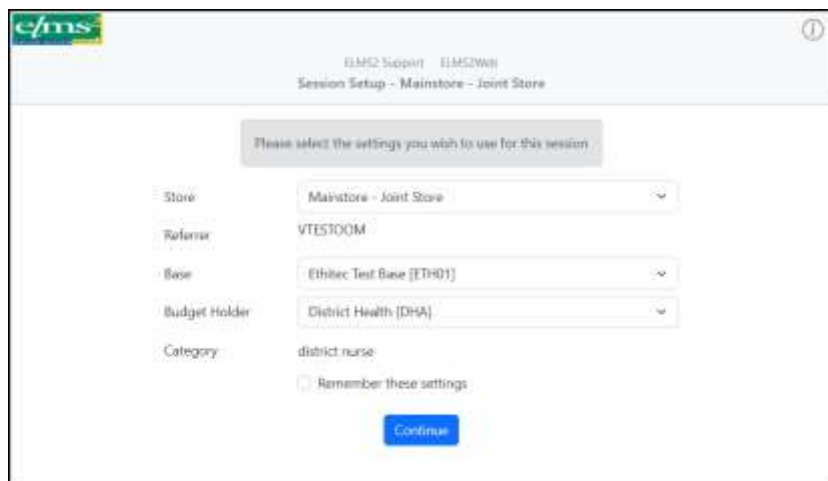 elms
ELMS2 Support ELMS2Web
Session Setup - Mainstore - Joint Store
Please select the settings you wish to use for this session
Store Mainstore - Joint Store
Referrer VTESTOOM
Base Ethitec Test Base [ETH01]
Budget Holder District Health [DHA]
Category district nurse
Remember these settings
Continue